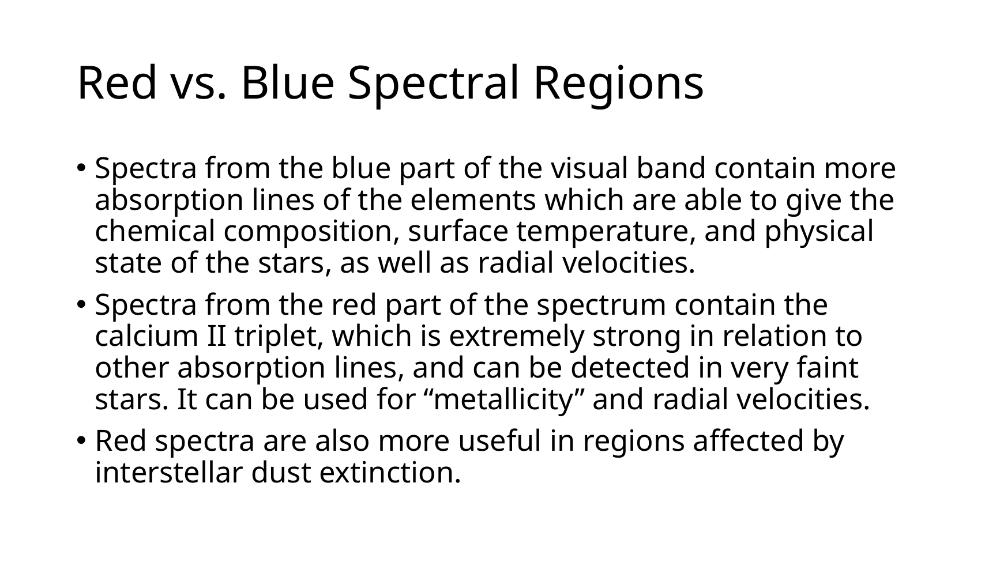 Red vs. Blue Spectral Regions
• Spectra from the blue part of the visual band contain more
absorption lines of the elements which are able to give the
chemical composition, surface temperature, and physical
state of the stars, as well as radial velocities.
• Spectra from the red part of the spectrum contain the
calcium II triplet, which is extremely strong in relation to
other absorption lines, and can be detected in very faint
stars. It can be used for “metallicity” and radial velocities.
• Red spectra are also more useful in regions affected by
interstellar dust extinction.